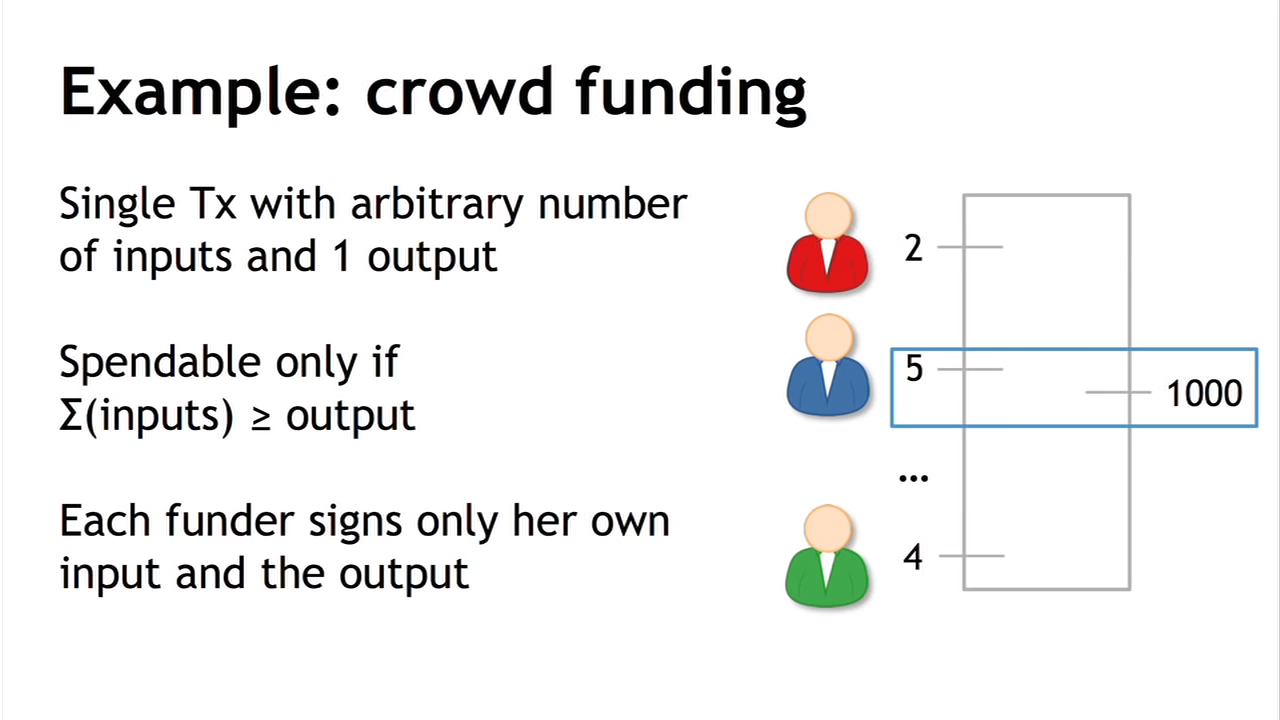 Example: crowd funding
Single Tx with arbitrary number
of inputs and 1 output
Spendable only if
Σ(inputs) ≥ output
Each funder signs only her own
input and the output
2
5
1000
...
4